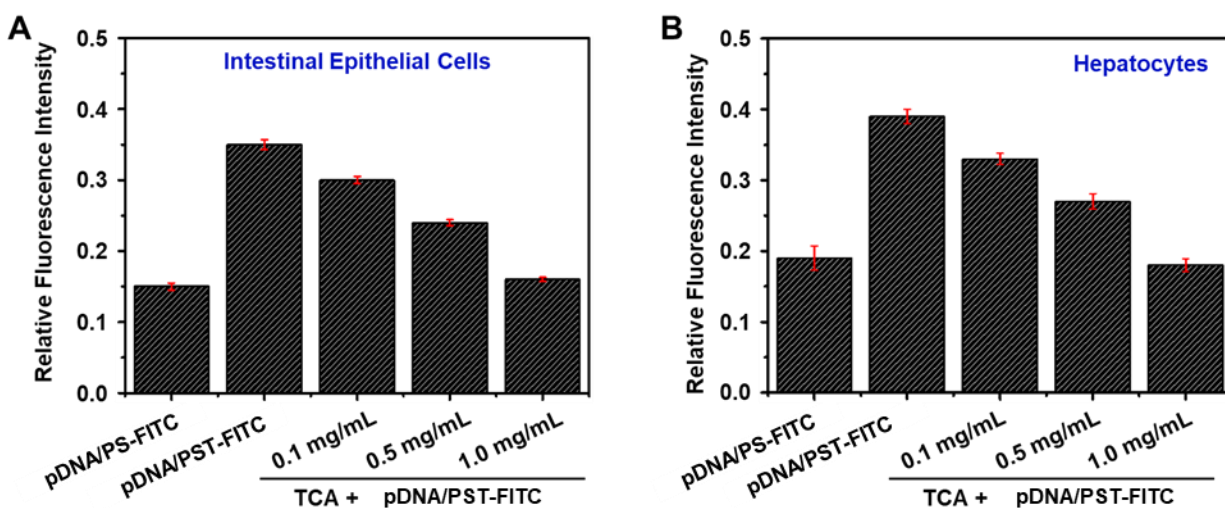 A
Relative Fluorescence Intensity
0.5
0.4
0.3
0.2
0.1
0.0
Intestinal Epithelial Cells
pDNA/PS-FITC
pDNA/PST-FITC
0.1 mg/mL
0.5 mg/mL
1.0 mg/mL
TCA + pDNA/PST-FITC
B
Relative Fluorescence Intensity
0.5
0.4
0.3
0.2
0.1
0.0
Hepatocytes
pDNA/PS-FITC
pDNA/PST-FITC
0.1 mg/mL
0.5 mg/mL
1.0 mg/mL
TCA + pDNA/PST-FITC